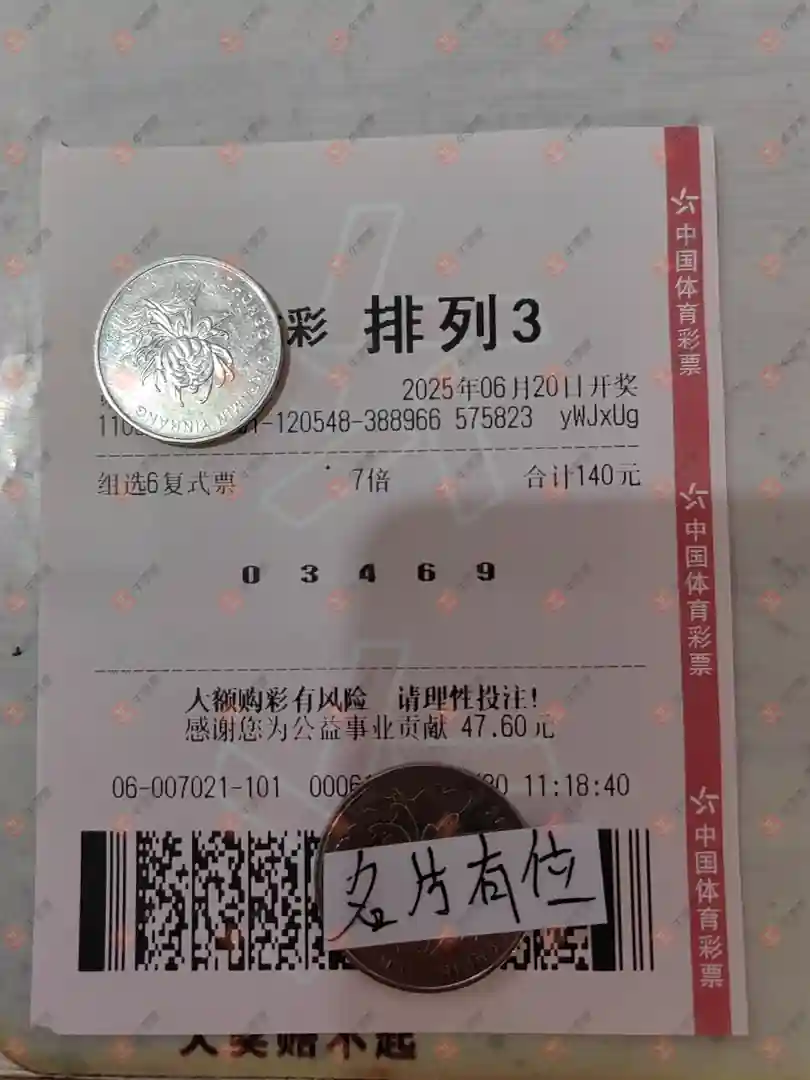 彩 排列3
2025年06月20日开奖
-120548-388966 575823 yWJxUg
组选6复式票 7倍 合计140元
0 3 4 6 9
大额购彩有风险 请理性投注!
感谢您为公益事业贡献 47.60元
06-007021-101 11:18:40
名片有位
中国体育彩票
中国体育彩票
中国体育彩票